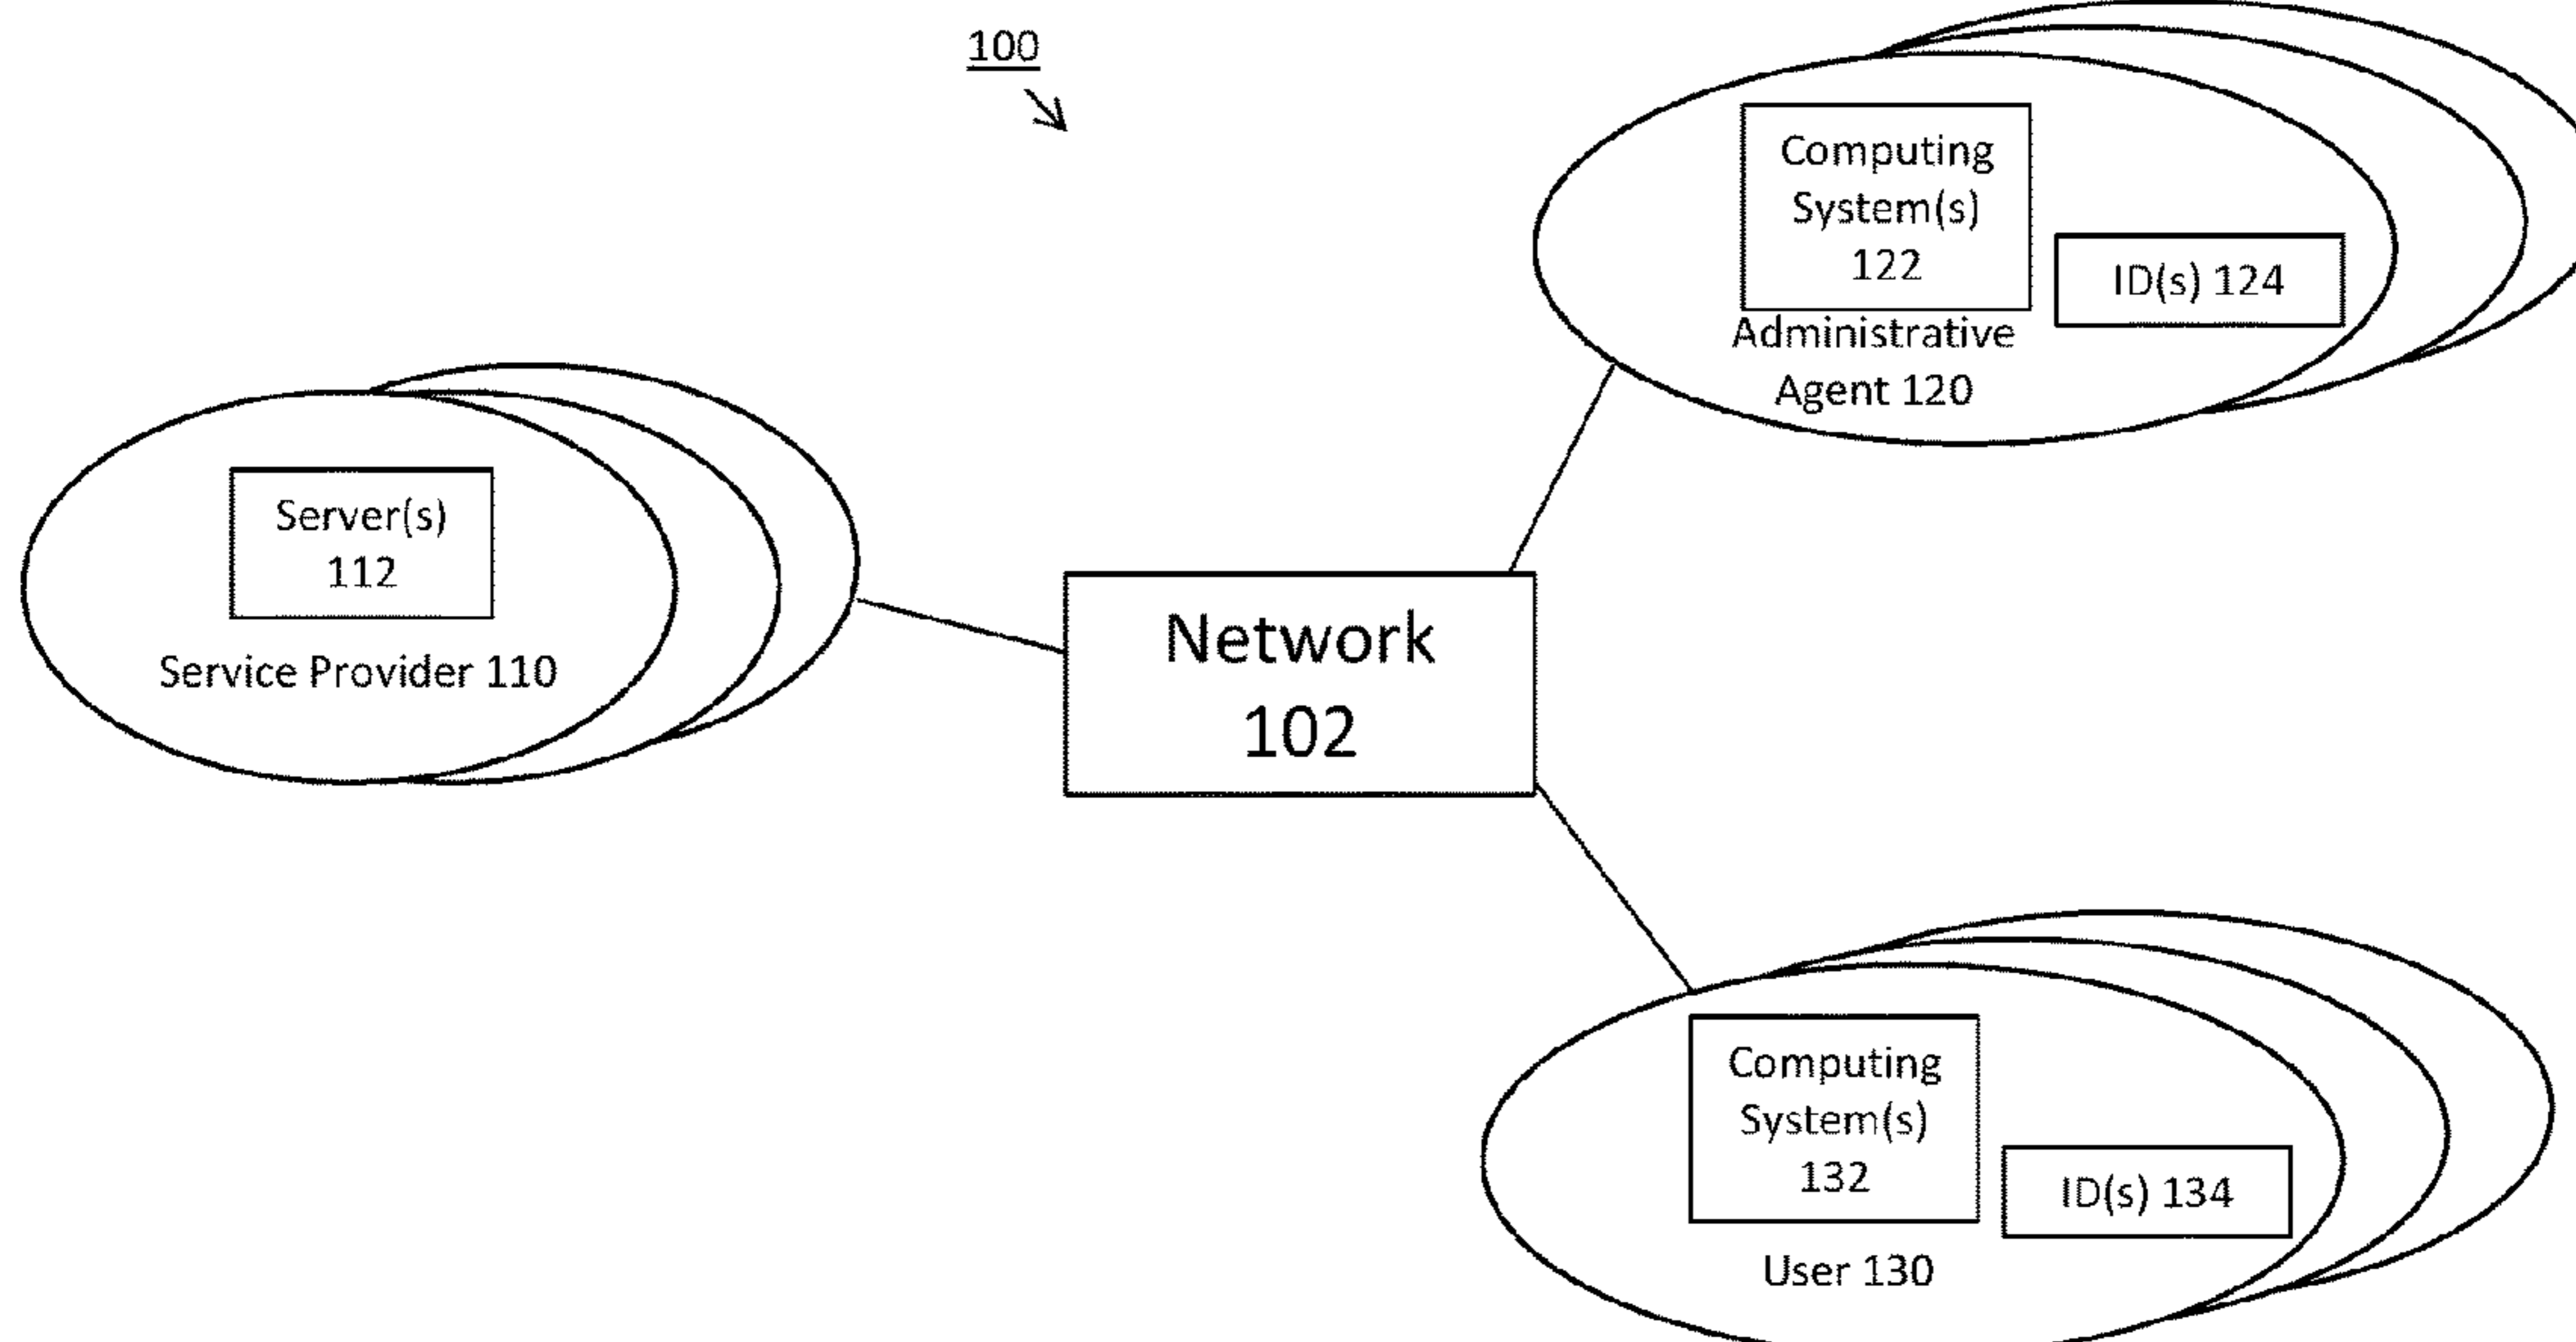 100
Computing
System(s)
122
ID(s) 124
Administrative
Agent 120
Server(s)
112
Service Provider 110
Network
102
Computing
System(s)
132
ID(s) 134
User 130